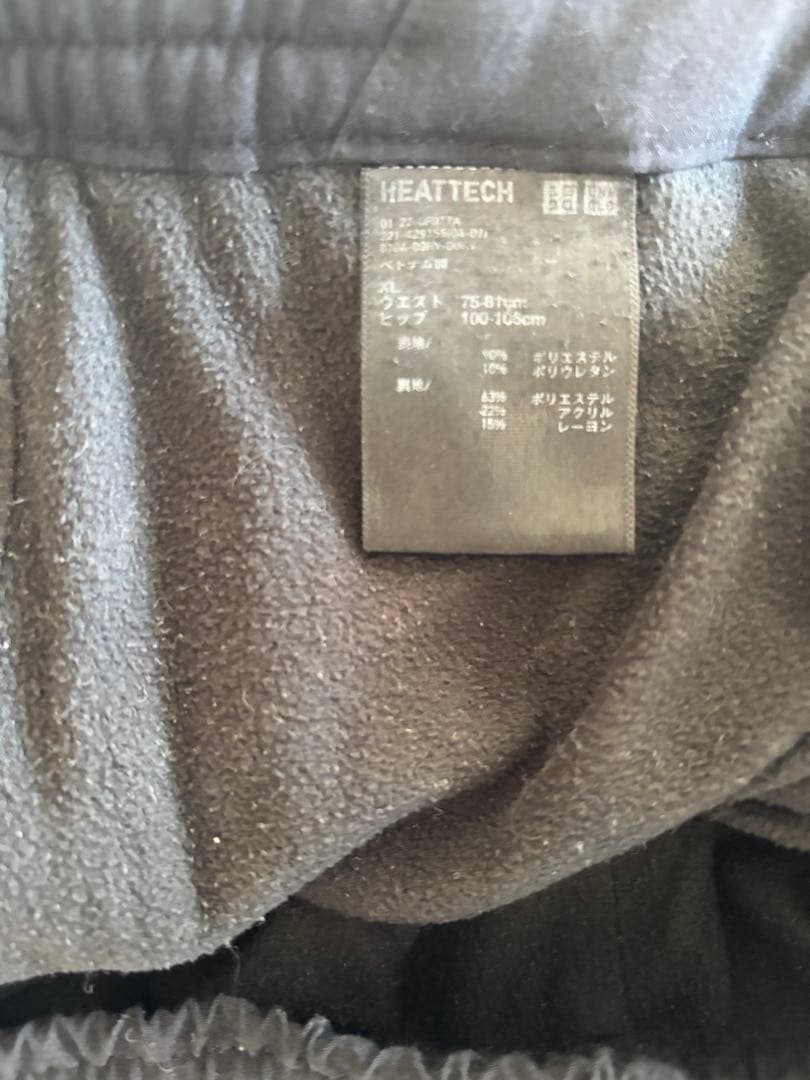 HEATTECH
ベトナム製
XL
ウエスト 75-81cm
ヒップ 100-105cm
表地/
90% ポリエステル
10% ポリウレタン
裏地/
63% ポリエステル
22% アクリル
15% レーヨン